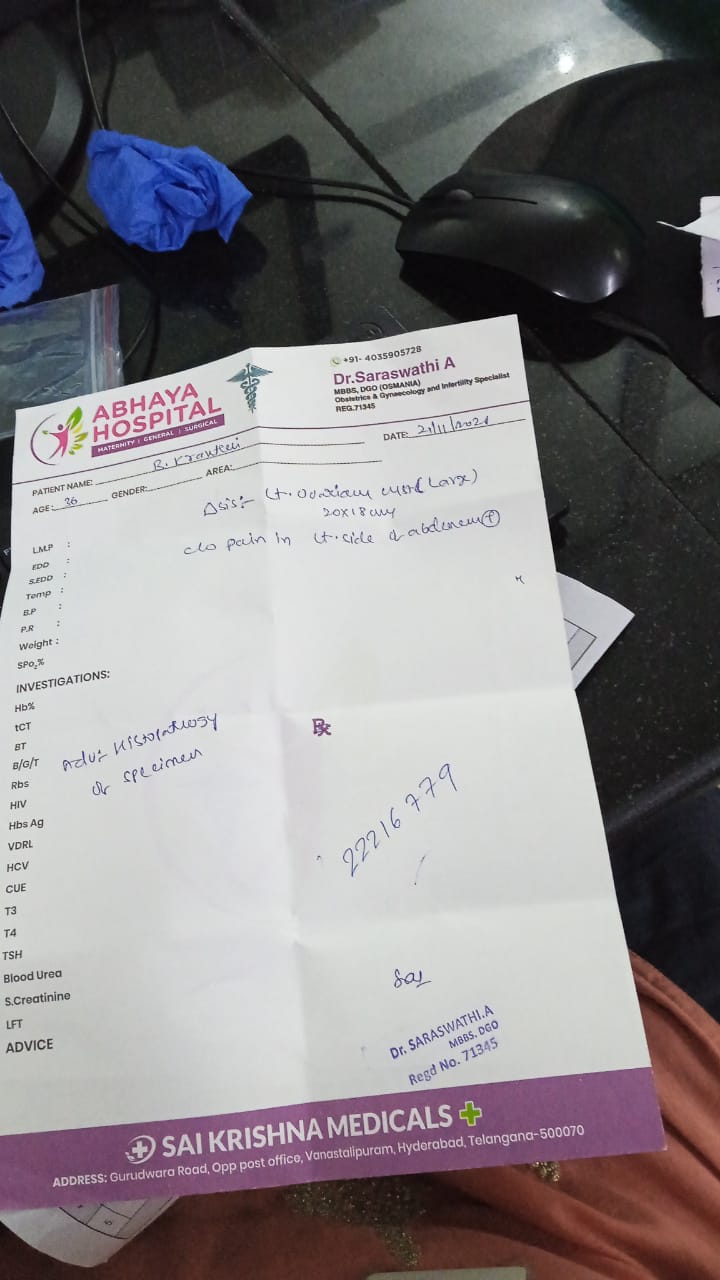 +91- 4035905728
ABHAYA
HOSPITAL
MATERNITY | GENERAL | SURGICAL
Dr.Saraswathi A
MBBS, DGO (OSMANIA)
Obstetrics & Gynaecology and Infertility Specialist
REG.71345
PATIENT NAME: B. Kranthi
DATE: 21/11/2021
AGE: 36 GENDER: AREA:
Δsis:- Lt. Ovarian cyst (Large)
20x18
c/o pain in Lt. side of abdomen +
L.M.P :
EDD :
S.EDD :
Temp :
B.P :
P.R :
Weight :
SPO2%
INVESTIGATIONS:
Hb%
tCT
BT
B/G/T
Rbs
HIV
Hbs Ag
VDRL
HCV
CUE
T3
T4
TSH
Blood Urea
S.Creatinine
LFT
ADVICE
Adv:- Histopathology
of specimen
Rx
22216779
Dr. SARASWATHI.A
MBBS, DGO
Regd No. 71345
SAI KRISHNA MEDICALS
ADDRESS: Gurudwara Road, Opp post office, Vanastalipuram, Hyderabad, Telangana-500070